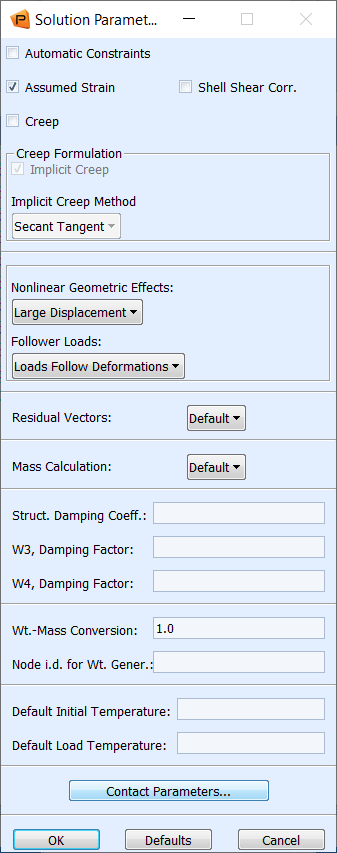 P Solution Paramet...
Automatic Constraints
Assumed Strain Shell Shear Corr.
Creep
Creep Formulation
Implicit Creep
Implicit Creep Method
Secant Tangent
Nonlinear Geometric Effects:
Large Displacement
Follower Loads:
Loads Follow Deformations
Residual Vectors: Default
Mass Calculation: Default
Struct. Damping Coeff.:
W3, Damping Factor:
W4, Damping Factor:
Wt.-Mass Conversion: 1.0
Node i.d. for Wt. Gener.:
Default Initial Temperature:
Default Load Temperature:
Contact Parameters...
OK Defaults Cancel